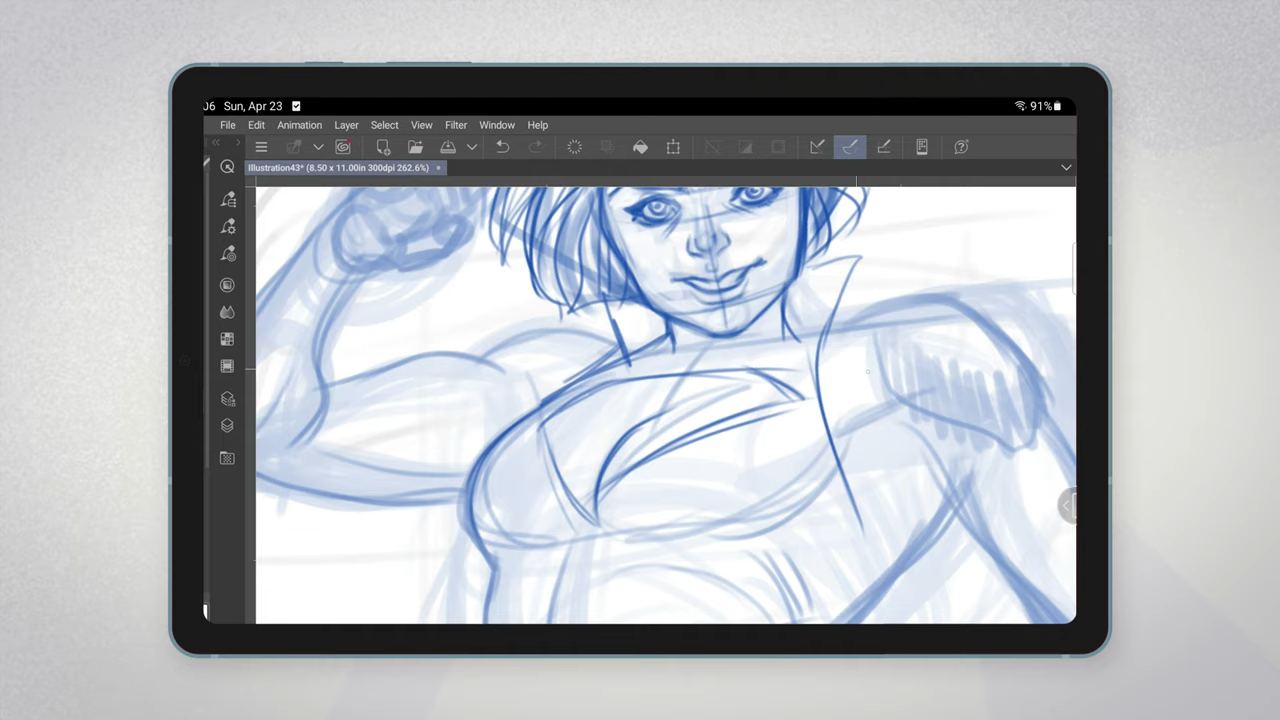 J6 Sun, Apr 23 91%
File Edit Animation Layer Select View Filter Window Help
Illustration43* (8.50 x 11.00in 300dpi 262.6%)